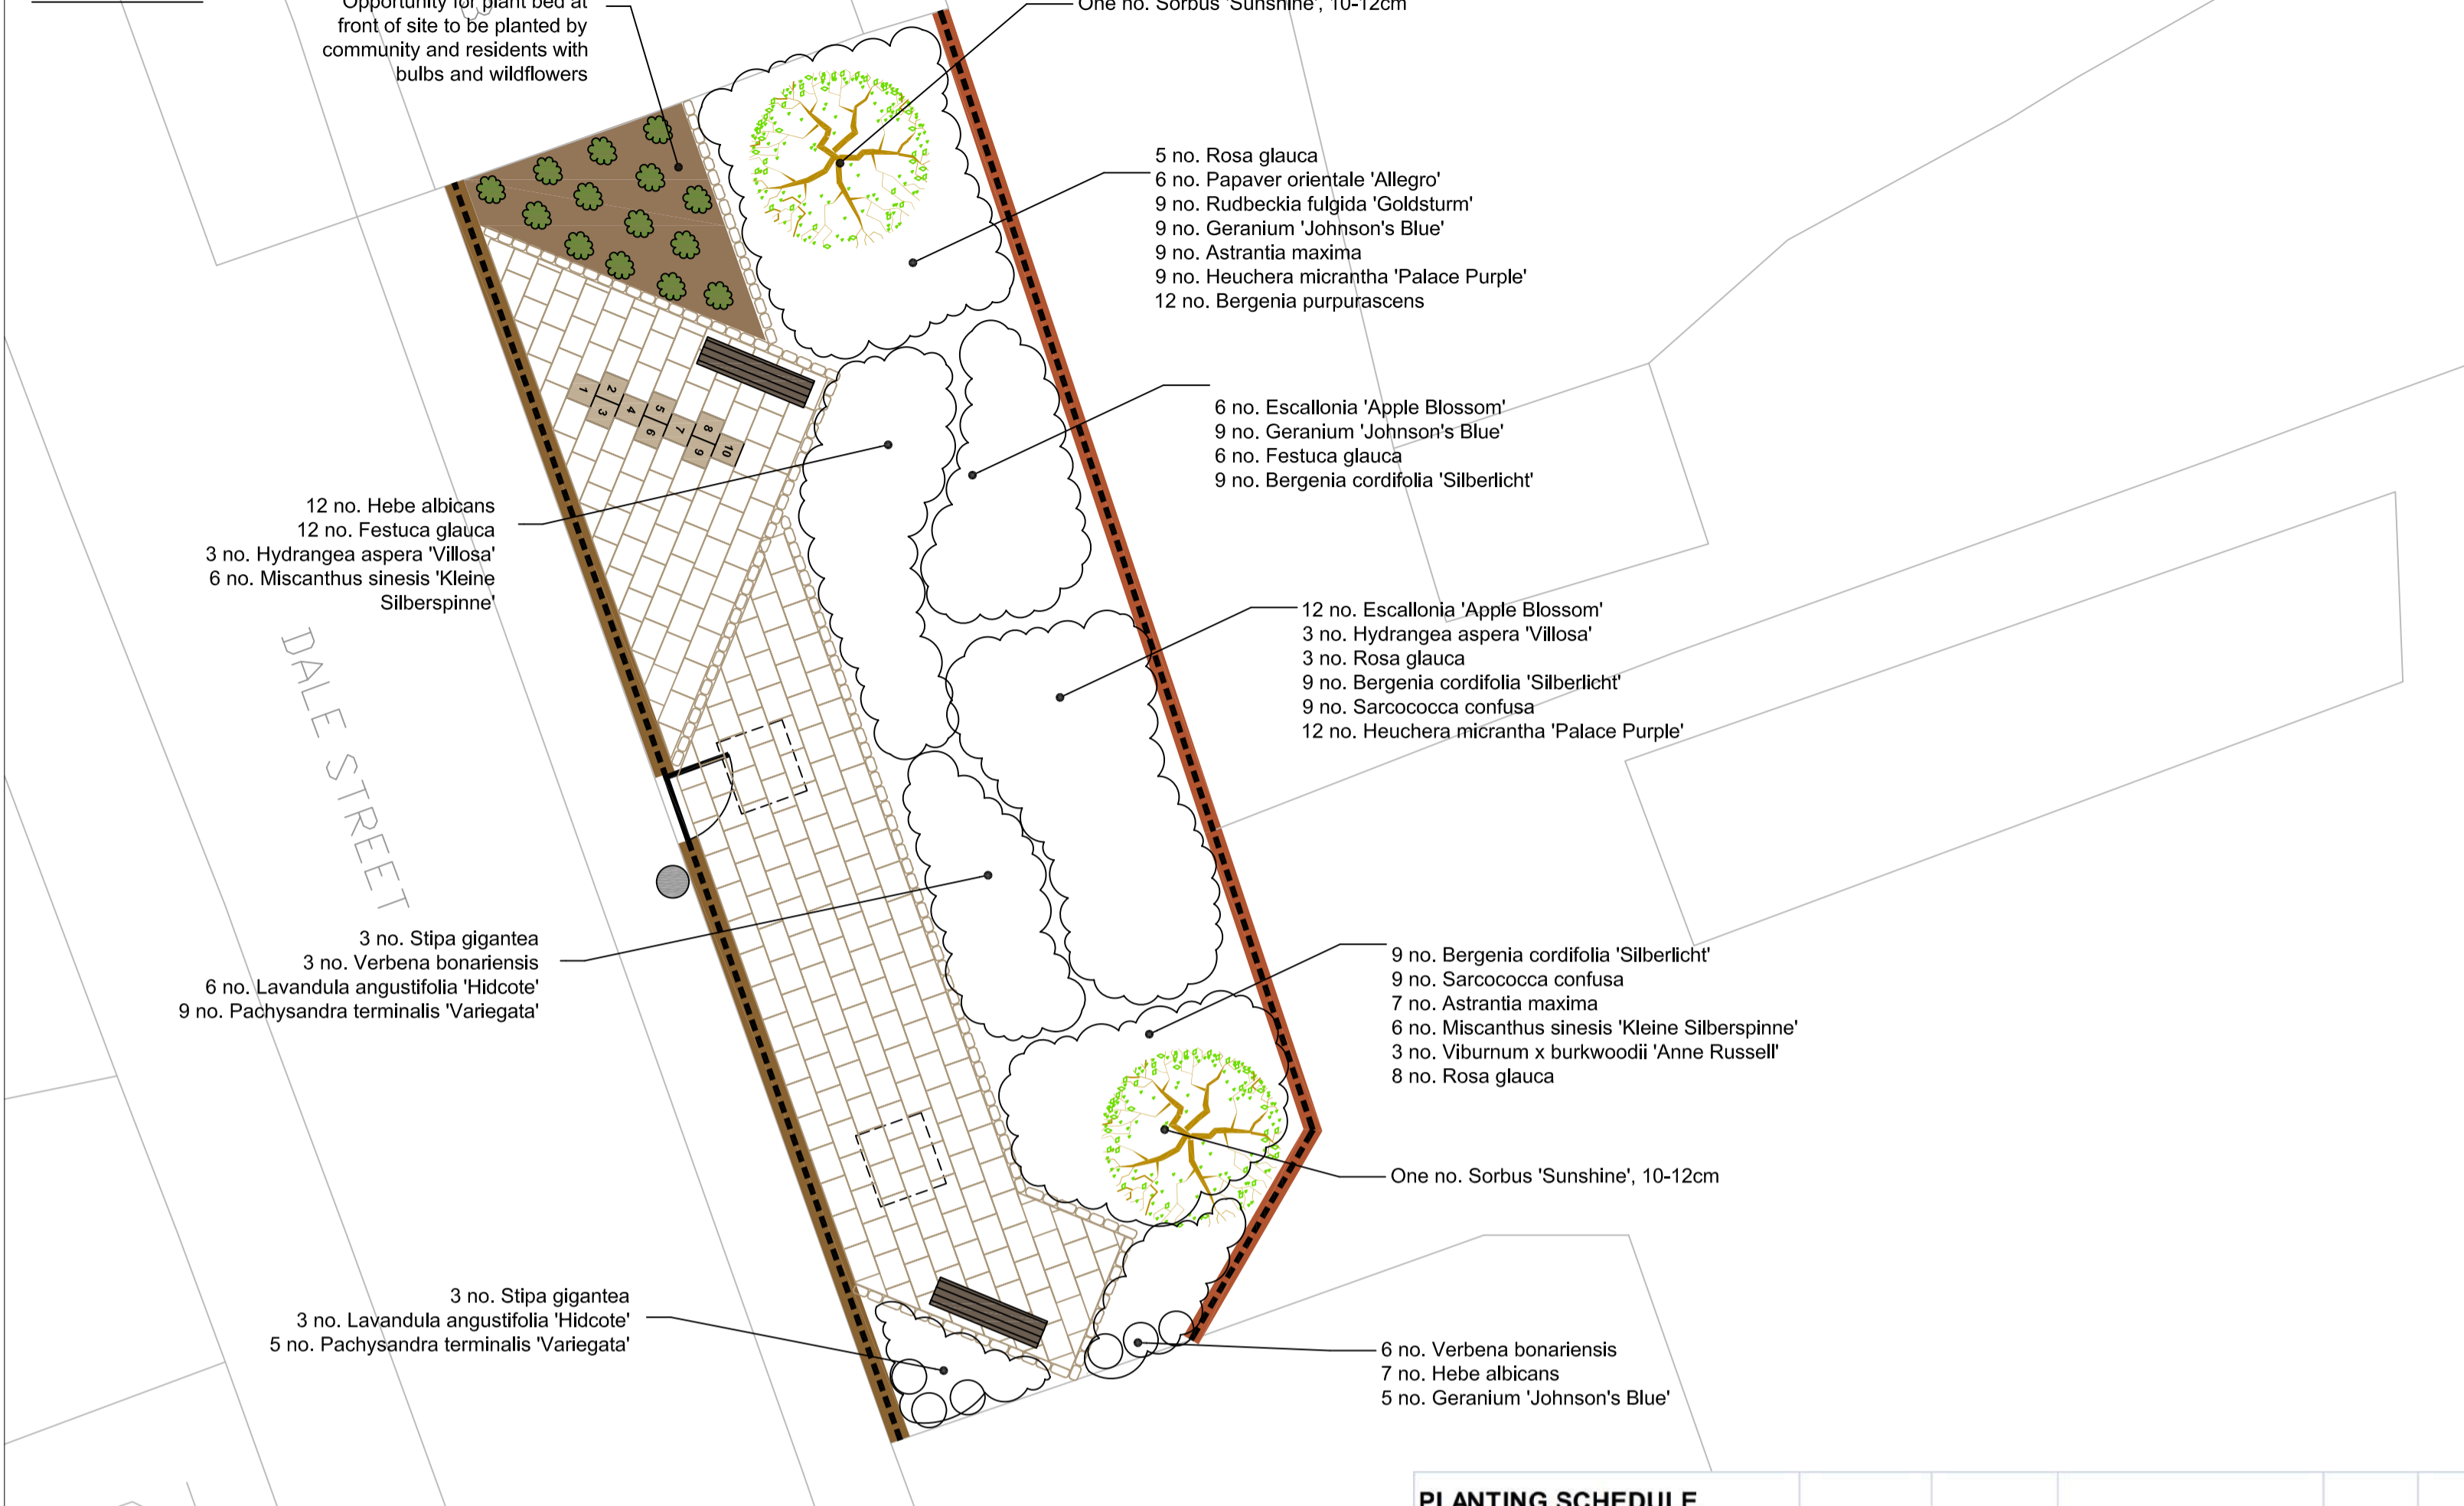 Opportunity for plant bed at
front of site to be planted by
community and residents with
bulbs and wildflowers
One no. Sorbus 'Sunshine', 10-12cm
5 no. Rosa glauca
6 no. Papaver orientale 'Allegro'
9 no. Rudbeckia fulgida 'Goldsturm'
9 no. Geranium 'Johnson's Blue'
9 no. Astrantia maxima
9 no. Heuchera micrantha 'Palace Purple'
12 no. Bergenia purpurascens
1
2
3
4
5
6
7
8
9
10
6 no. Escallonia 'Apple Blossom'
9 no. Geranium 'Johnson's Blue'
6 no. Festuca glauca
9 no. Bergenia cordifolia 'Silberlicht'
12 no. Hebe albicans
12 no. Festuca glauca
3 no. Hydrangea aspera 'Villosa'
6 no. Miscanthus sinesis 'Kleine
Silberspinne'
12 no. Escallonia 'Apple Blossom'
3 no. Hydrangea aspera 'Villosa'
3 no. Rosa glauca
9 no. Bergenia cordifolia 'Silberlicht'
9 no. Sarcococca confusa
12 no. Heuchera micrantha 'Palace Purple'
DALE STREET
3 no. Stipa gigantea
3 no. Verbena bonariensis
6 no. Lavandula angustifolia 'Hidcote'
9 no. Pachysandra terminalis 'Variegata'
9 no. Bergenia cordifolia 'Silberlicht'
9 no. Sarcococca confusa
7 no. Astrantia maxima
6 no. Miscanthus sinesis 'Kleine Silberspinne'
3 no. Viburnum x burkwoodii 'Anne Russell'
8 no. Rosa glauca
One no. Sorbus 'Sunshine', 10-12cm
3 no. Stipa gigantea
3 no. Lavandula angustifolia 'Hidcote'
5 no. Pachysandra terminalis 'Variegata'
6 no. Verbena bonariensis
7 no. Hebe albicans
5 no. Geranium 'Johnson's Blue'
PLANTING SCHEDULE